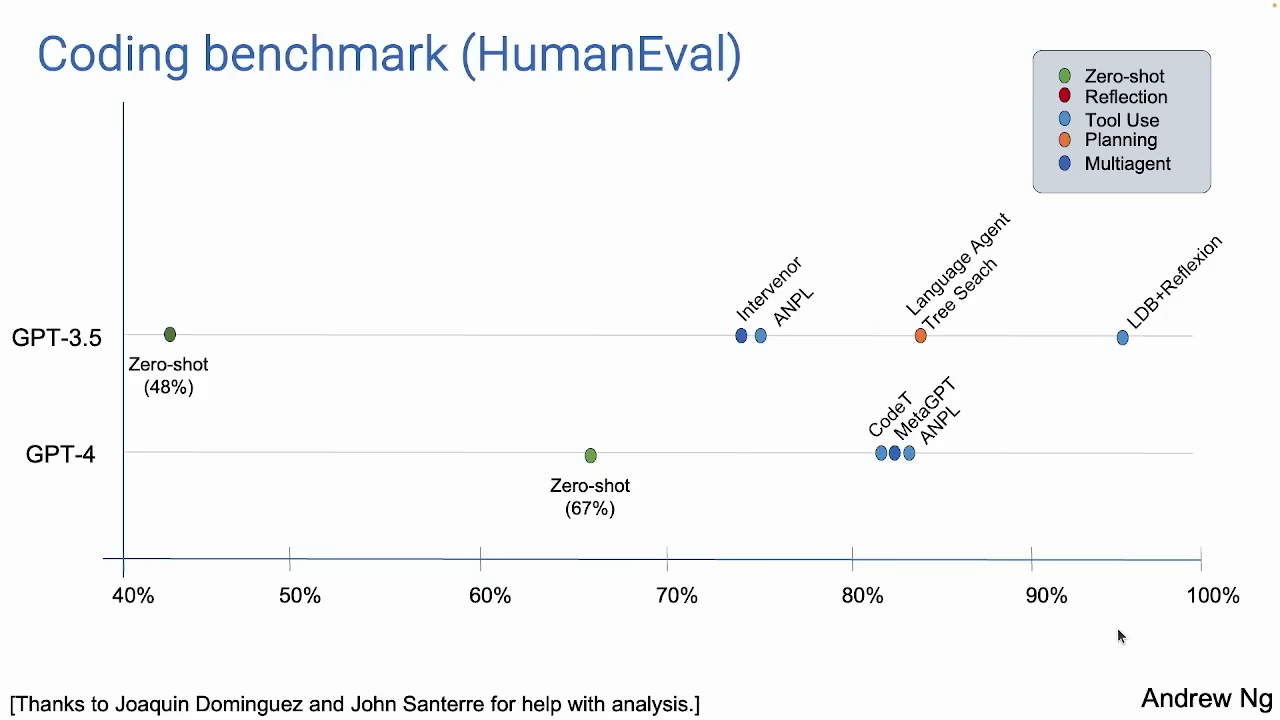 Coding benchmark (HumanEval)
Zero-shot
Reflection
Tool Use
Planning
Multiagent
GPT-3.5
Zero-shot
(48%)
Intervenor
ANPL
Language Agent
Tree Seach
LDB+Reflexion
GPT-4
Zero-shot
(67%)
CodeT
MetaGPT
ANPL
40%
50%
60%
70%
80%
90%
100%
[Thanks to Joaquin Dominguez and John Santerre for help with analysis.]
Andrew Ng